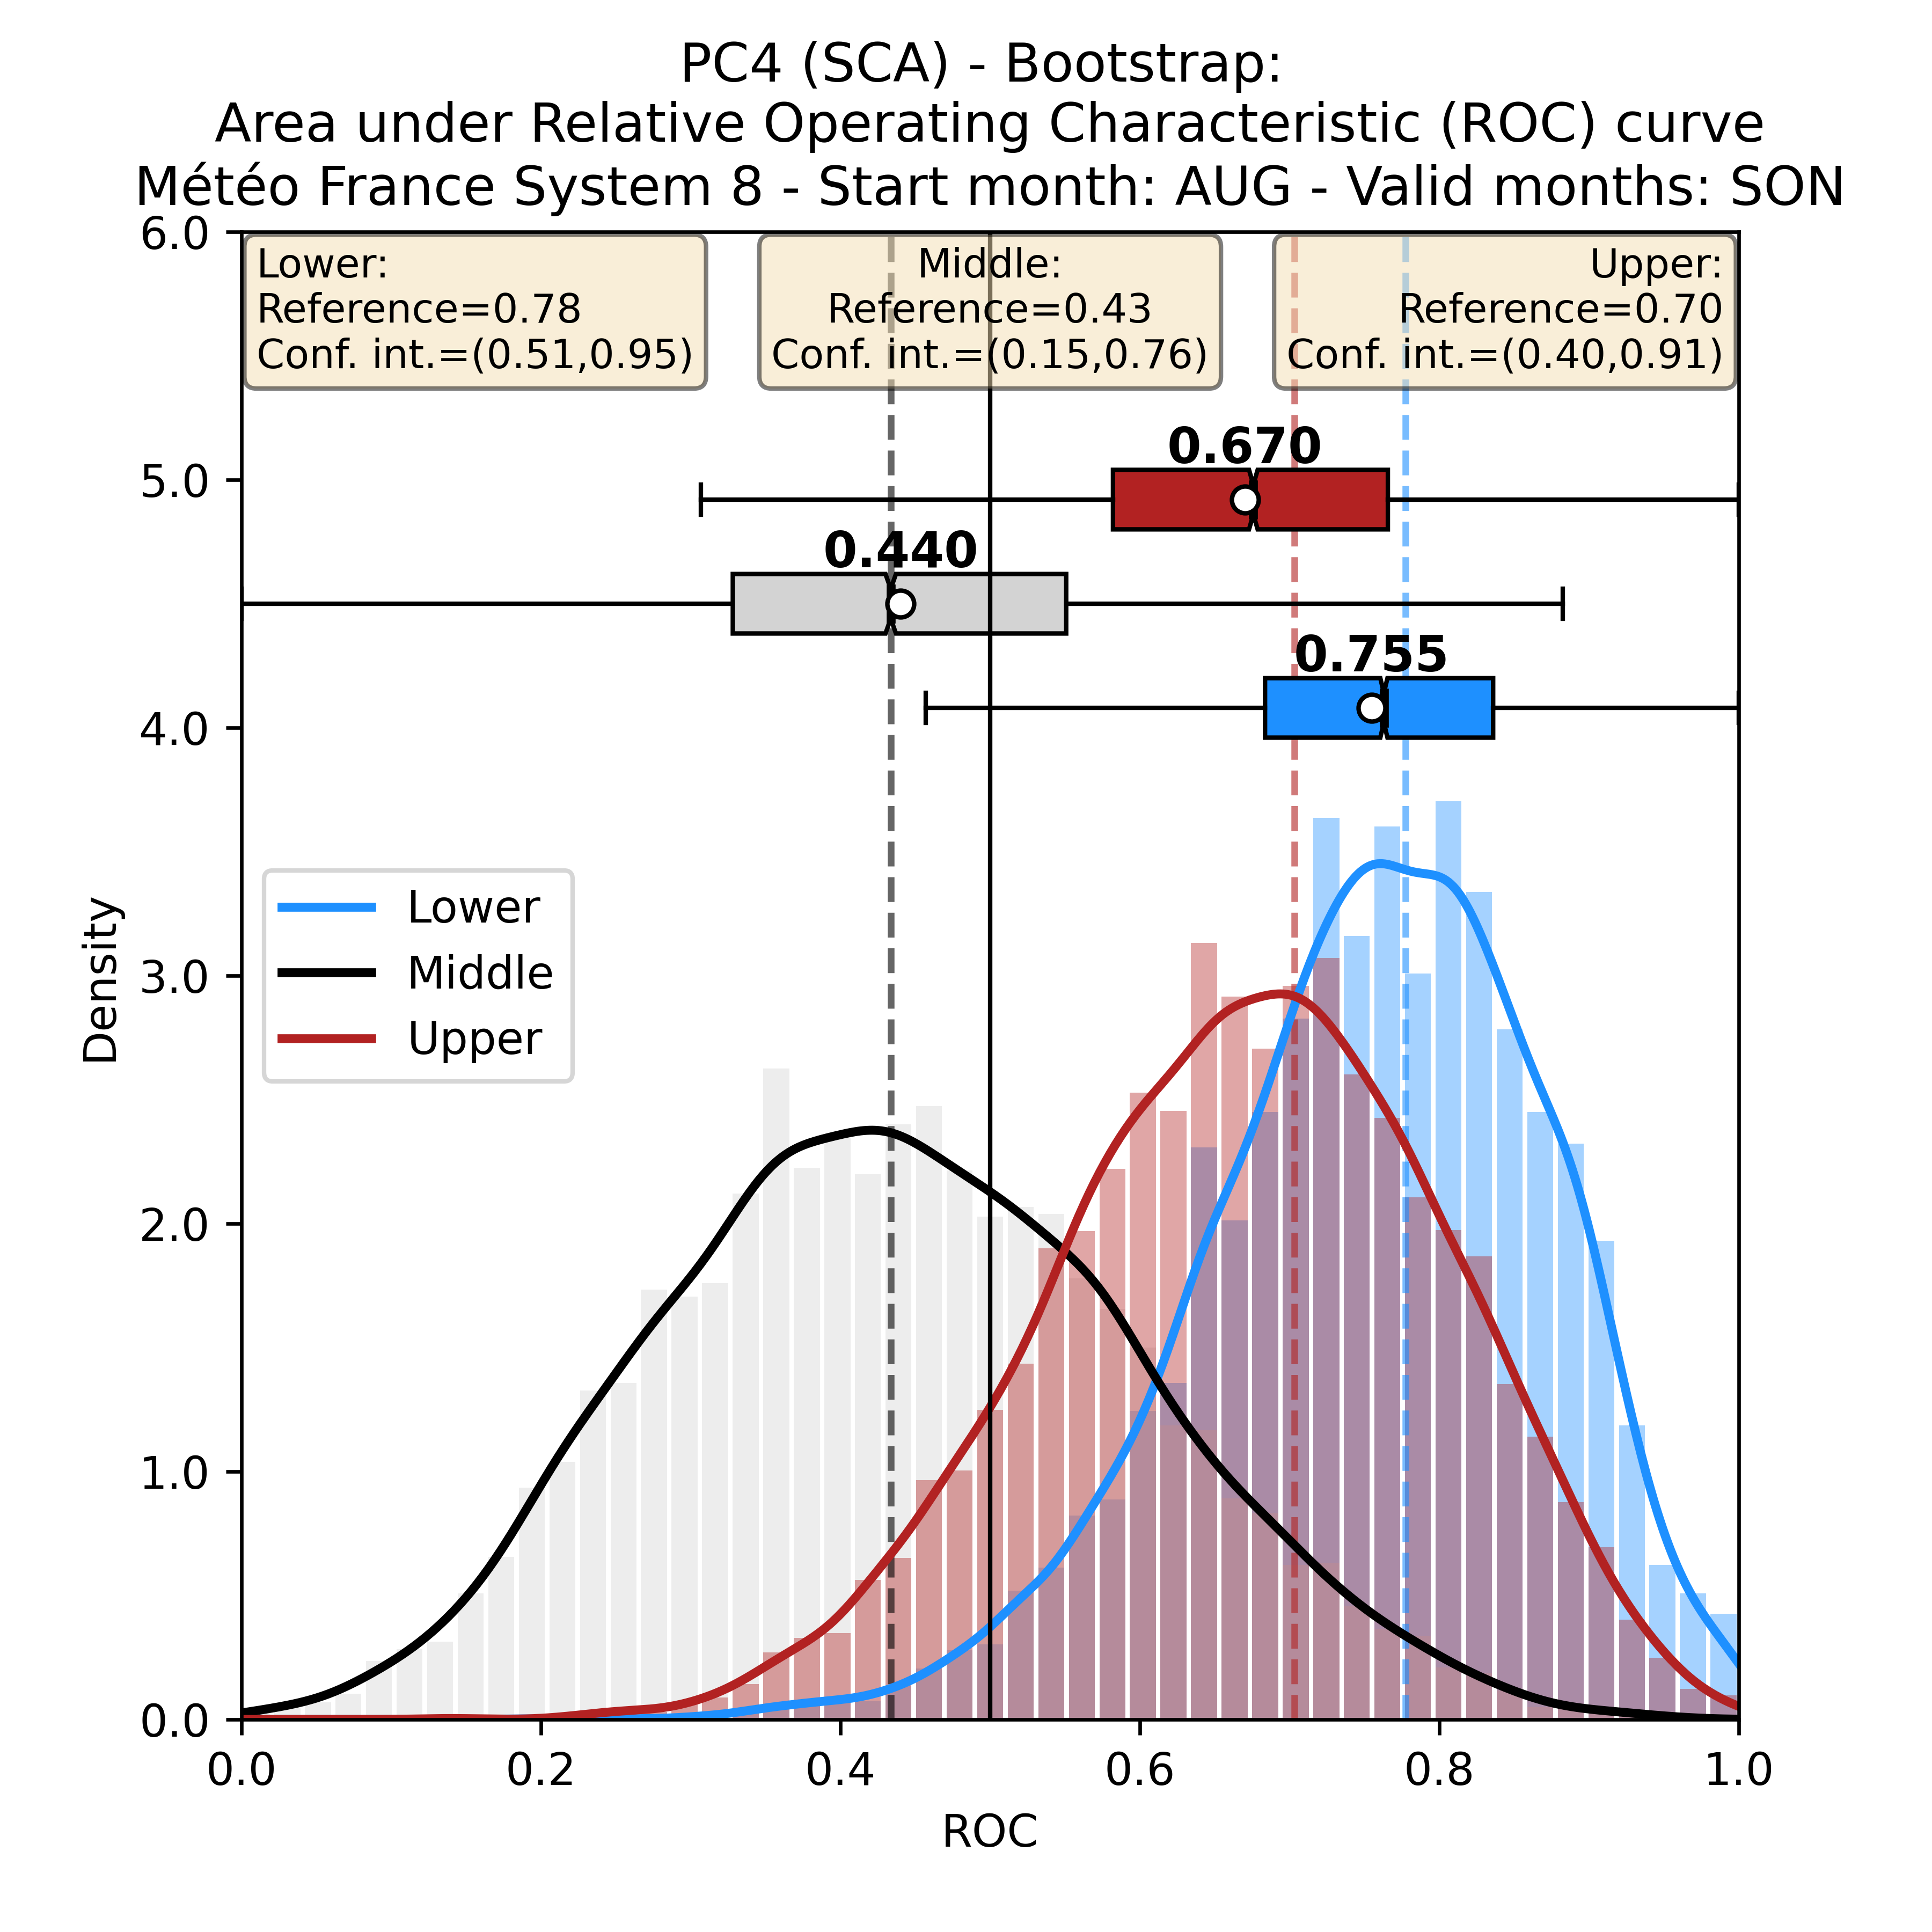 PC4 (SCA) - Bootstrap:
Area under Relative Operating Characteristic (ROC) curve
Météo France System 8 - Start month: AUG - Valid months: SON
Lower:
Reference=0.78
Conf. int.=(0.51,0.95)
Middle:
Reference=0.43
Conf. int.=(0.15,0.76)
Upper:
Reference=0.70
Conf. int.=(0.40,0.91)
0.670
0.440
0.755
6.0
5.0
4.0
3.0
2.0
1.0
0.0
Density
Lower
Middle
Upper
0.0 0.2 0.4 0.6 0.8 1.0
ROC